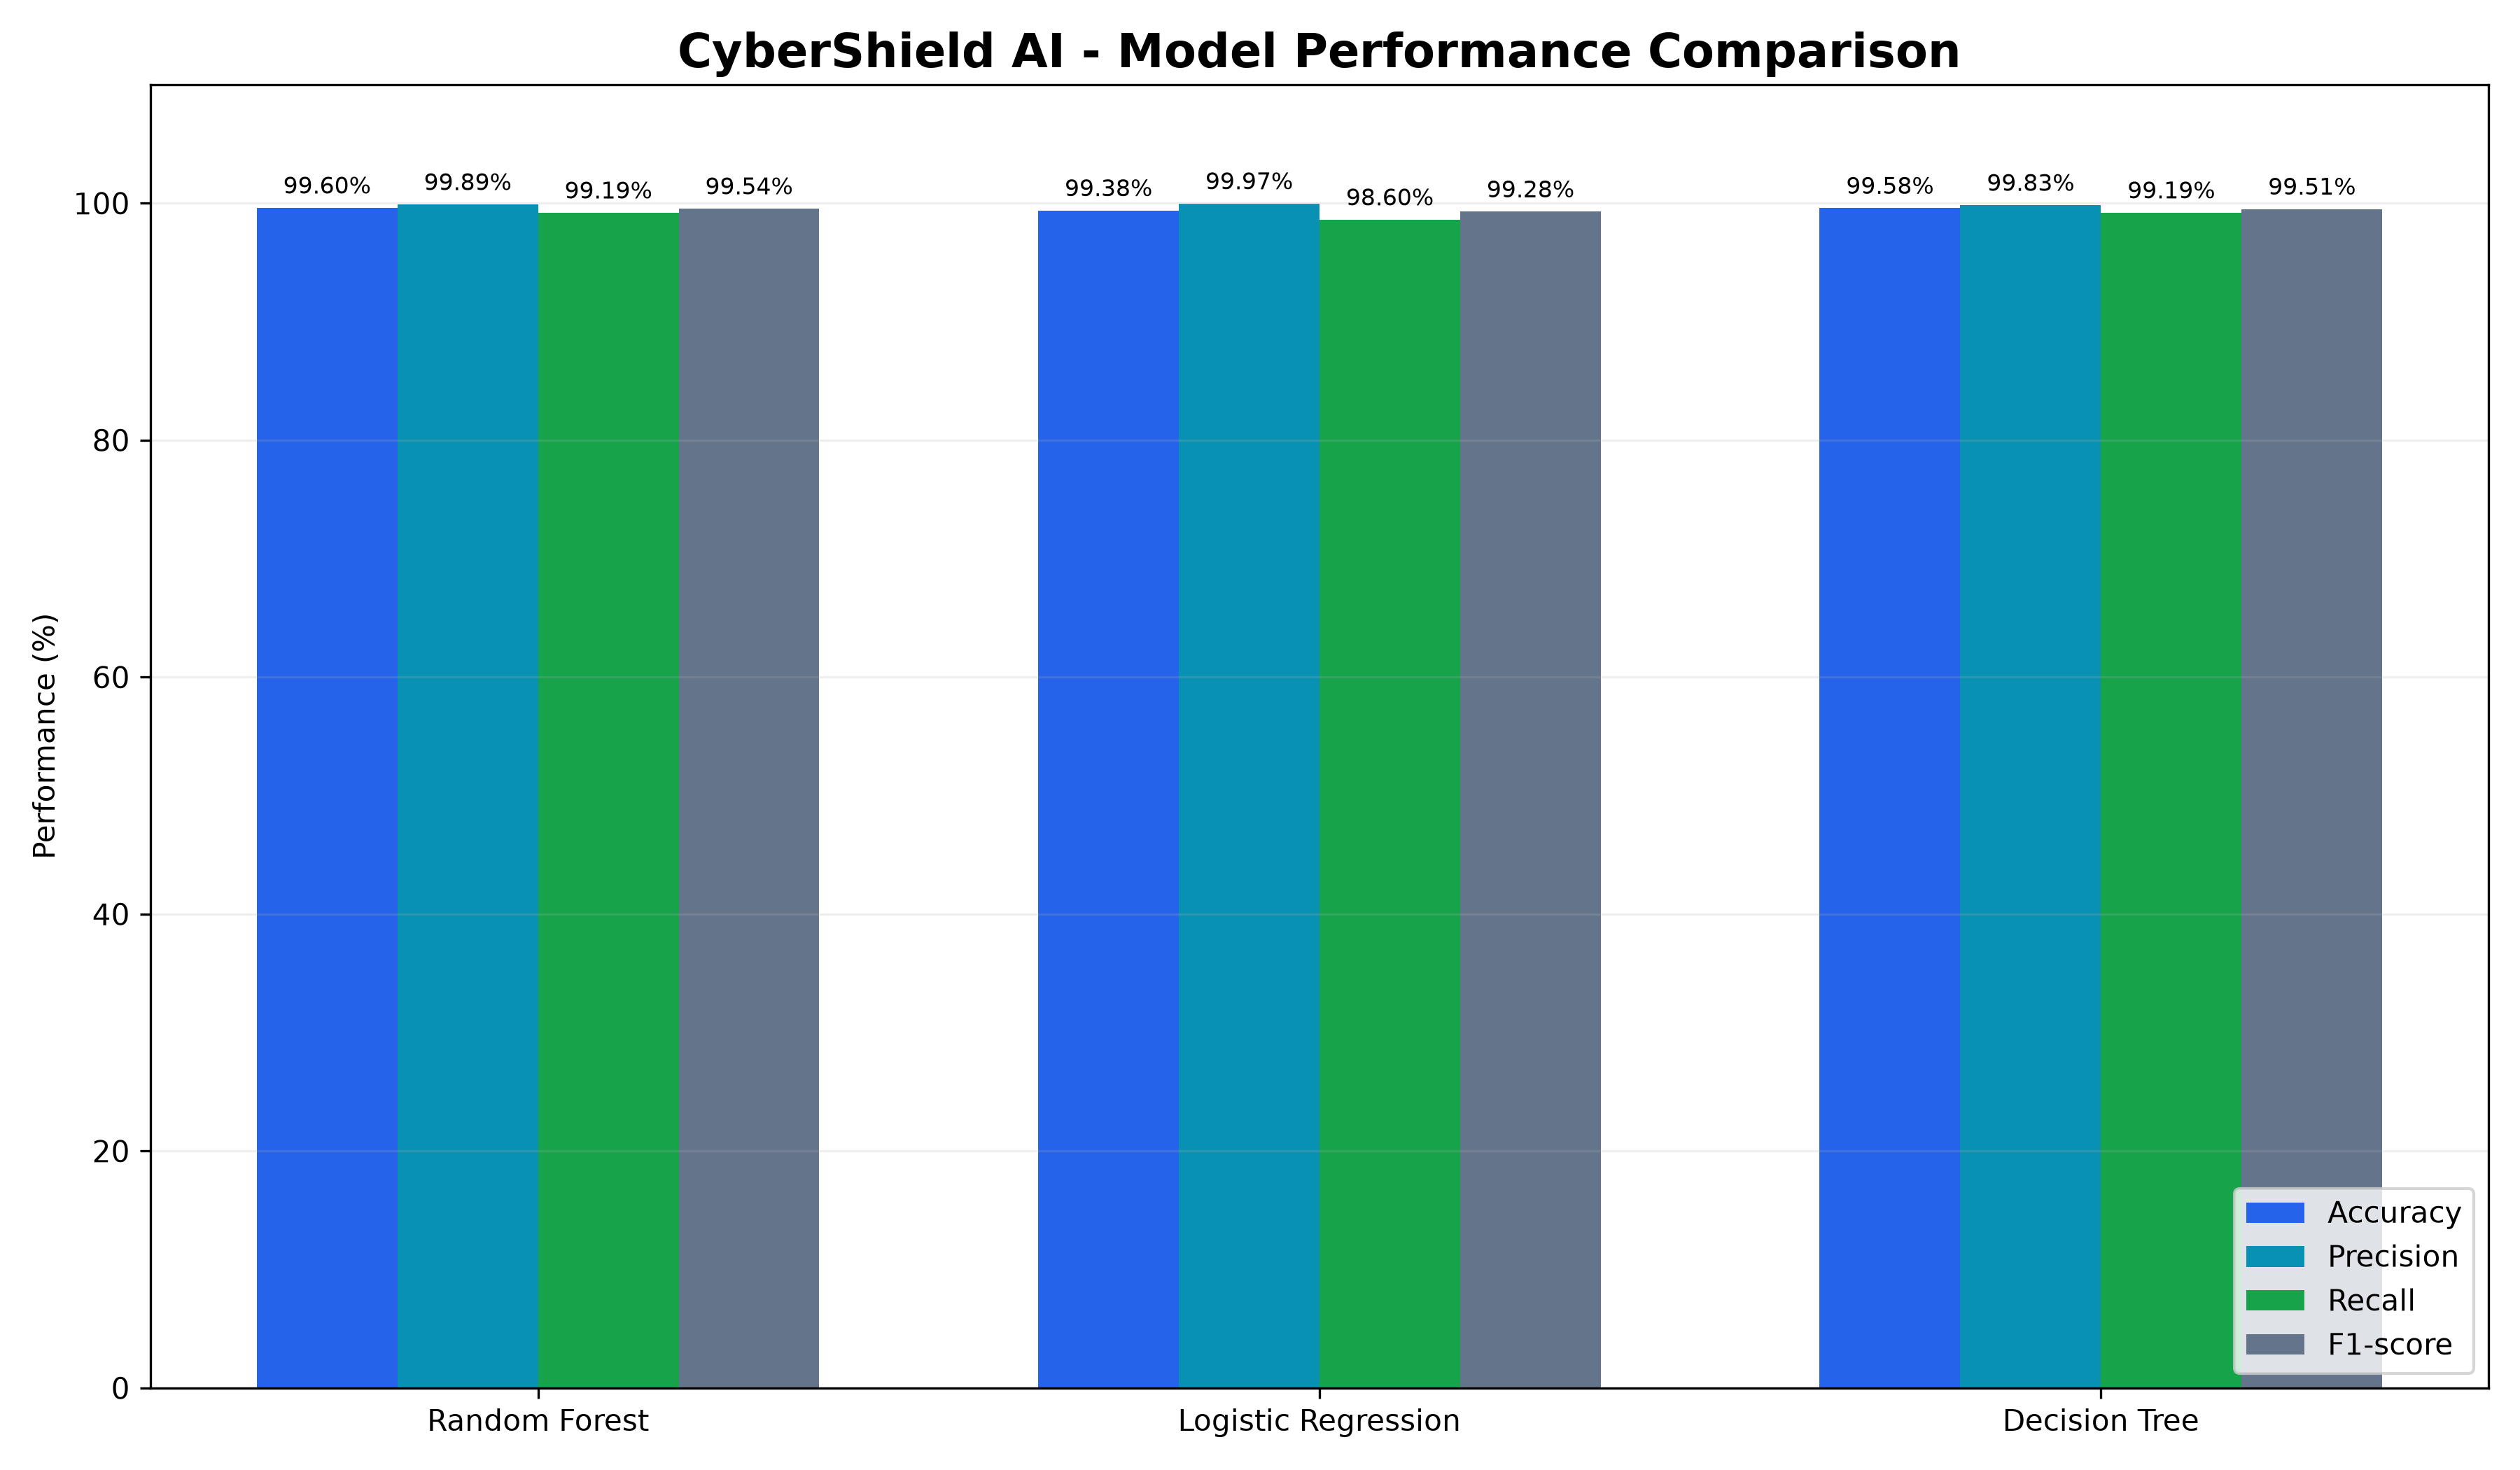 CyberShield AI - Model Performance Comparison
Performance (%)
100
80
60
40
20
0
99.60% 99.89% 99.19% 99.54%
99.38% 99.97% 98.60% 99.28%
99.58% 99.83% 99.19% 99.51%
Random Forest
Logistic Regression
Decision Tree
Accuracy
Precision
Recall
F1-score